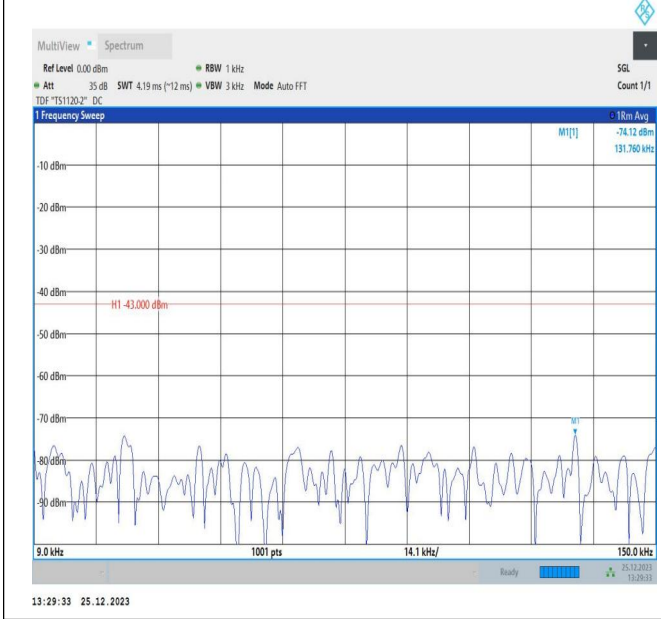 MultiView Spectrum
Ref Level 0.00 dBm RBW 1 kHz SGL
Att 35 dB SWT 4.19 ms (~12 ms) VBW 3 kHz Mode Auto FFT Count 1/1
TDF "TS1120-2" DC
1 Frequency Sweep 1Rm Avg
M1[1] -74.12 dBm
131.760 kHz
-10 dBm
-20 dBm
-30 dBm
-40 dBm
H1 -43.000 dBm
-50 dBm
-60 dBm
-70 dBm
M1
-80 dBm
-90 dBm
9.0 kHz 1001 pts 14.1 kHz/ 150.0 kHz
Ready 25.12.2023
13:29:33
13:29:33 25.12.2023